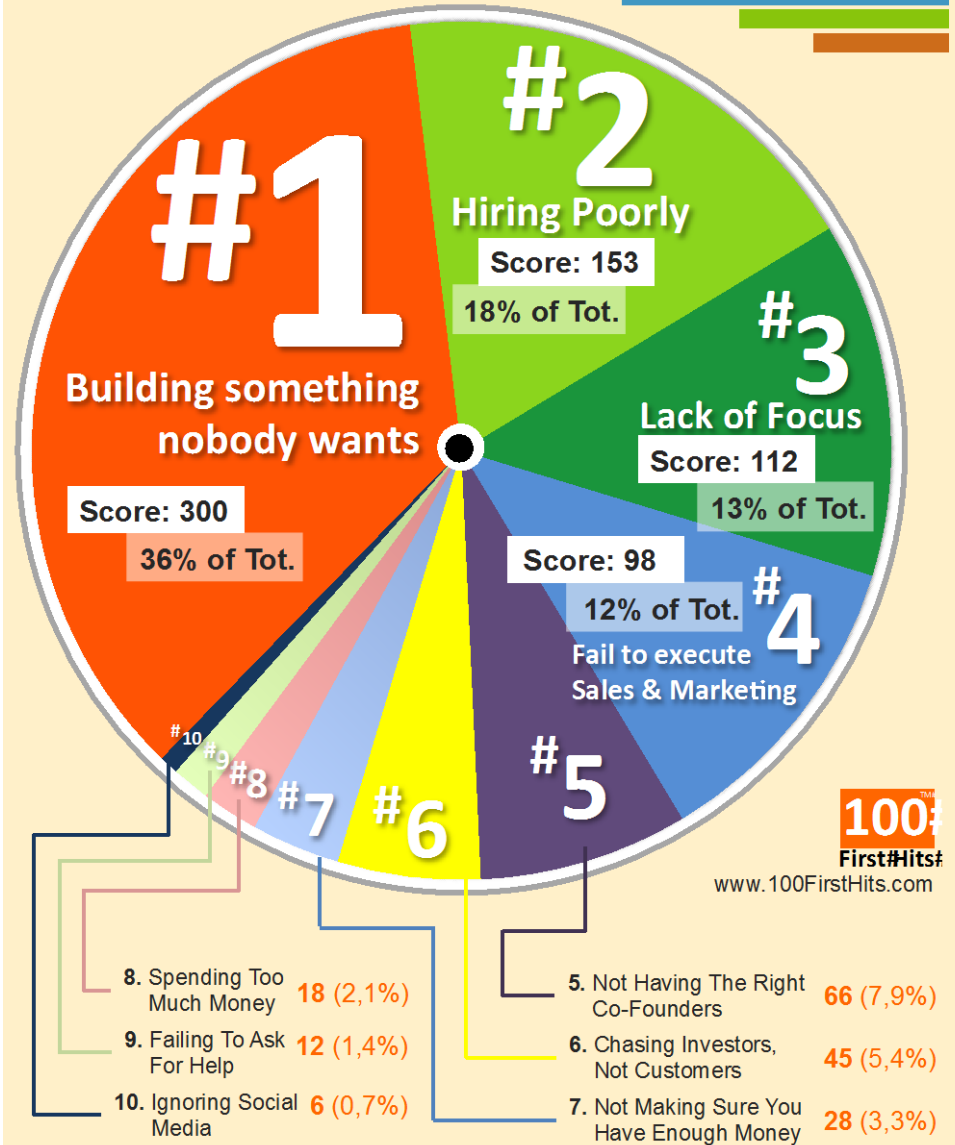 #1
Building something
nobody wants
Score: 300
36% of Tot.
#2
Hiring Poorly
Score: 153
18% of Tot.
#3
Lack of Focus
Score: 112
13% of Tot.
Score: 98
12% of Tot.
#4
Fail to execute
Sales & Marketing
#5
#6
#7
#8
#9
#10
TM
100#
First#Hits#
www.100FirstHits.com
8. Spending Too
Much Money 18 (2,1%)
9. Failing To Ask
For Help 12 (1,4%)
10. Ignoring Social
Media 6 (0,7%)
5. Not Having The Right
Co-Founders 66 (7,9%)
6. Chasing Investors,
Not Customers 45 (5,4%)
7. Not Making Sure You
Have Enough Money 28 (3,3%)